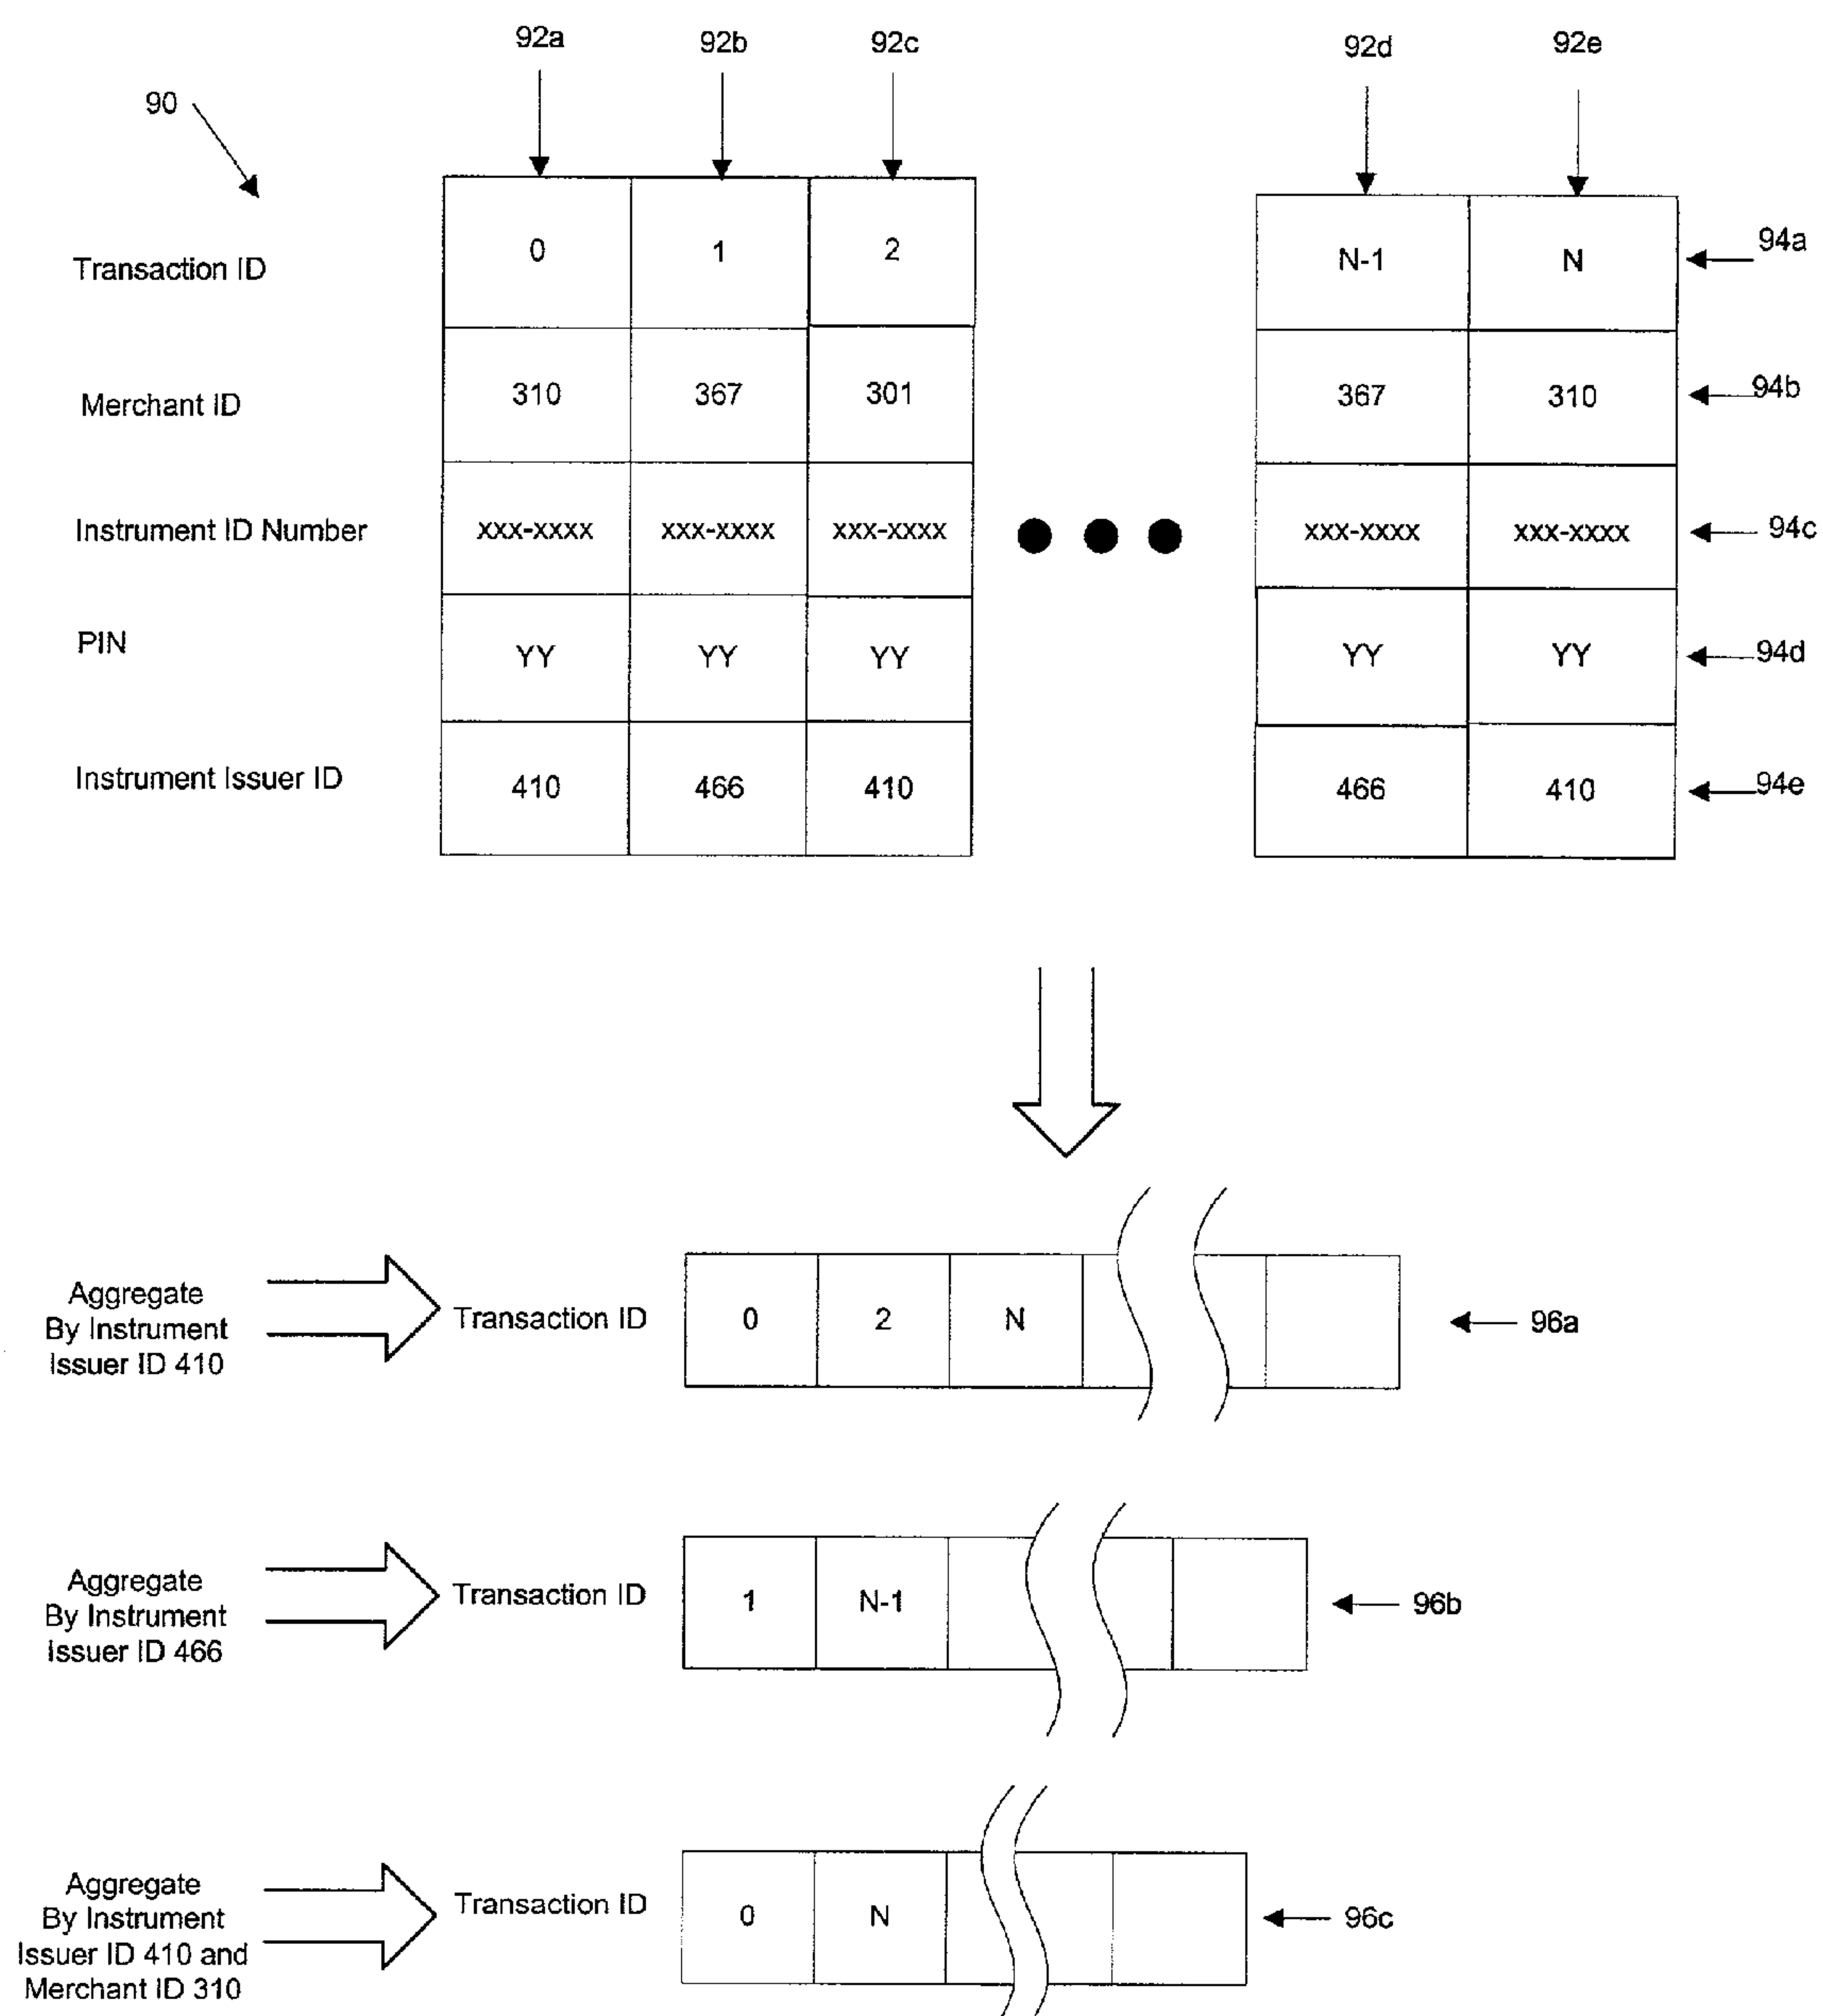 92a 92b 92c 92d 92e
90
Transaction ID 0 1 2 N-1 N 94a
Merchant ID 310 367 301 367 310 94b
Instrument ID Number xxx-xxxx xxx-xxxx xxx-xxxx xxx-xxxx xxx-xxxx 94c
PIN YY YY YY YY YY 94d
Instrument Issuer ID 410 466 410 466 410 94e
Aggregate
By Instrument
Issuer ID 410
Transaction ID 0 2 N 96a
Aggregate
By Instrument
Issuer ID 466
Transaction ID 1 N-1 96b
Aggregate
By Instrument
Issuer ID 410 and
Merchant ID 310
Transaction ID 0 N 96c